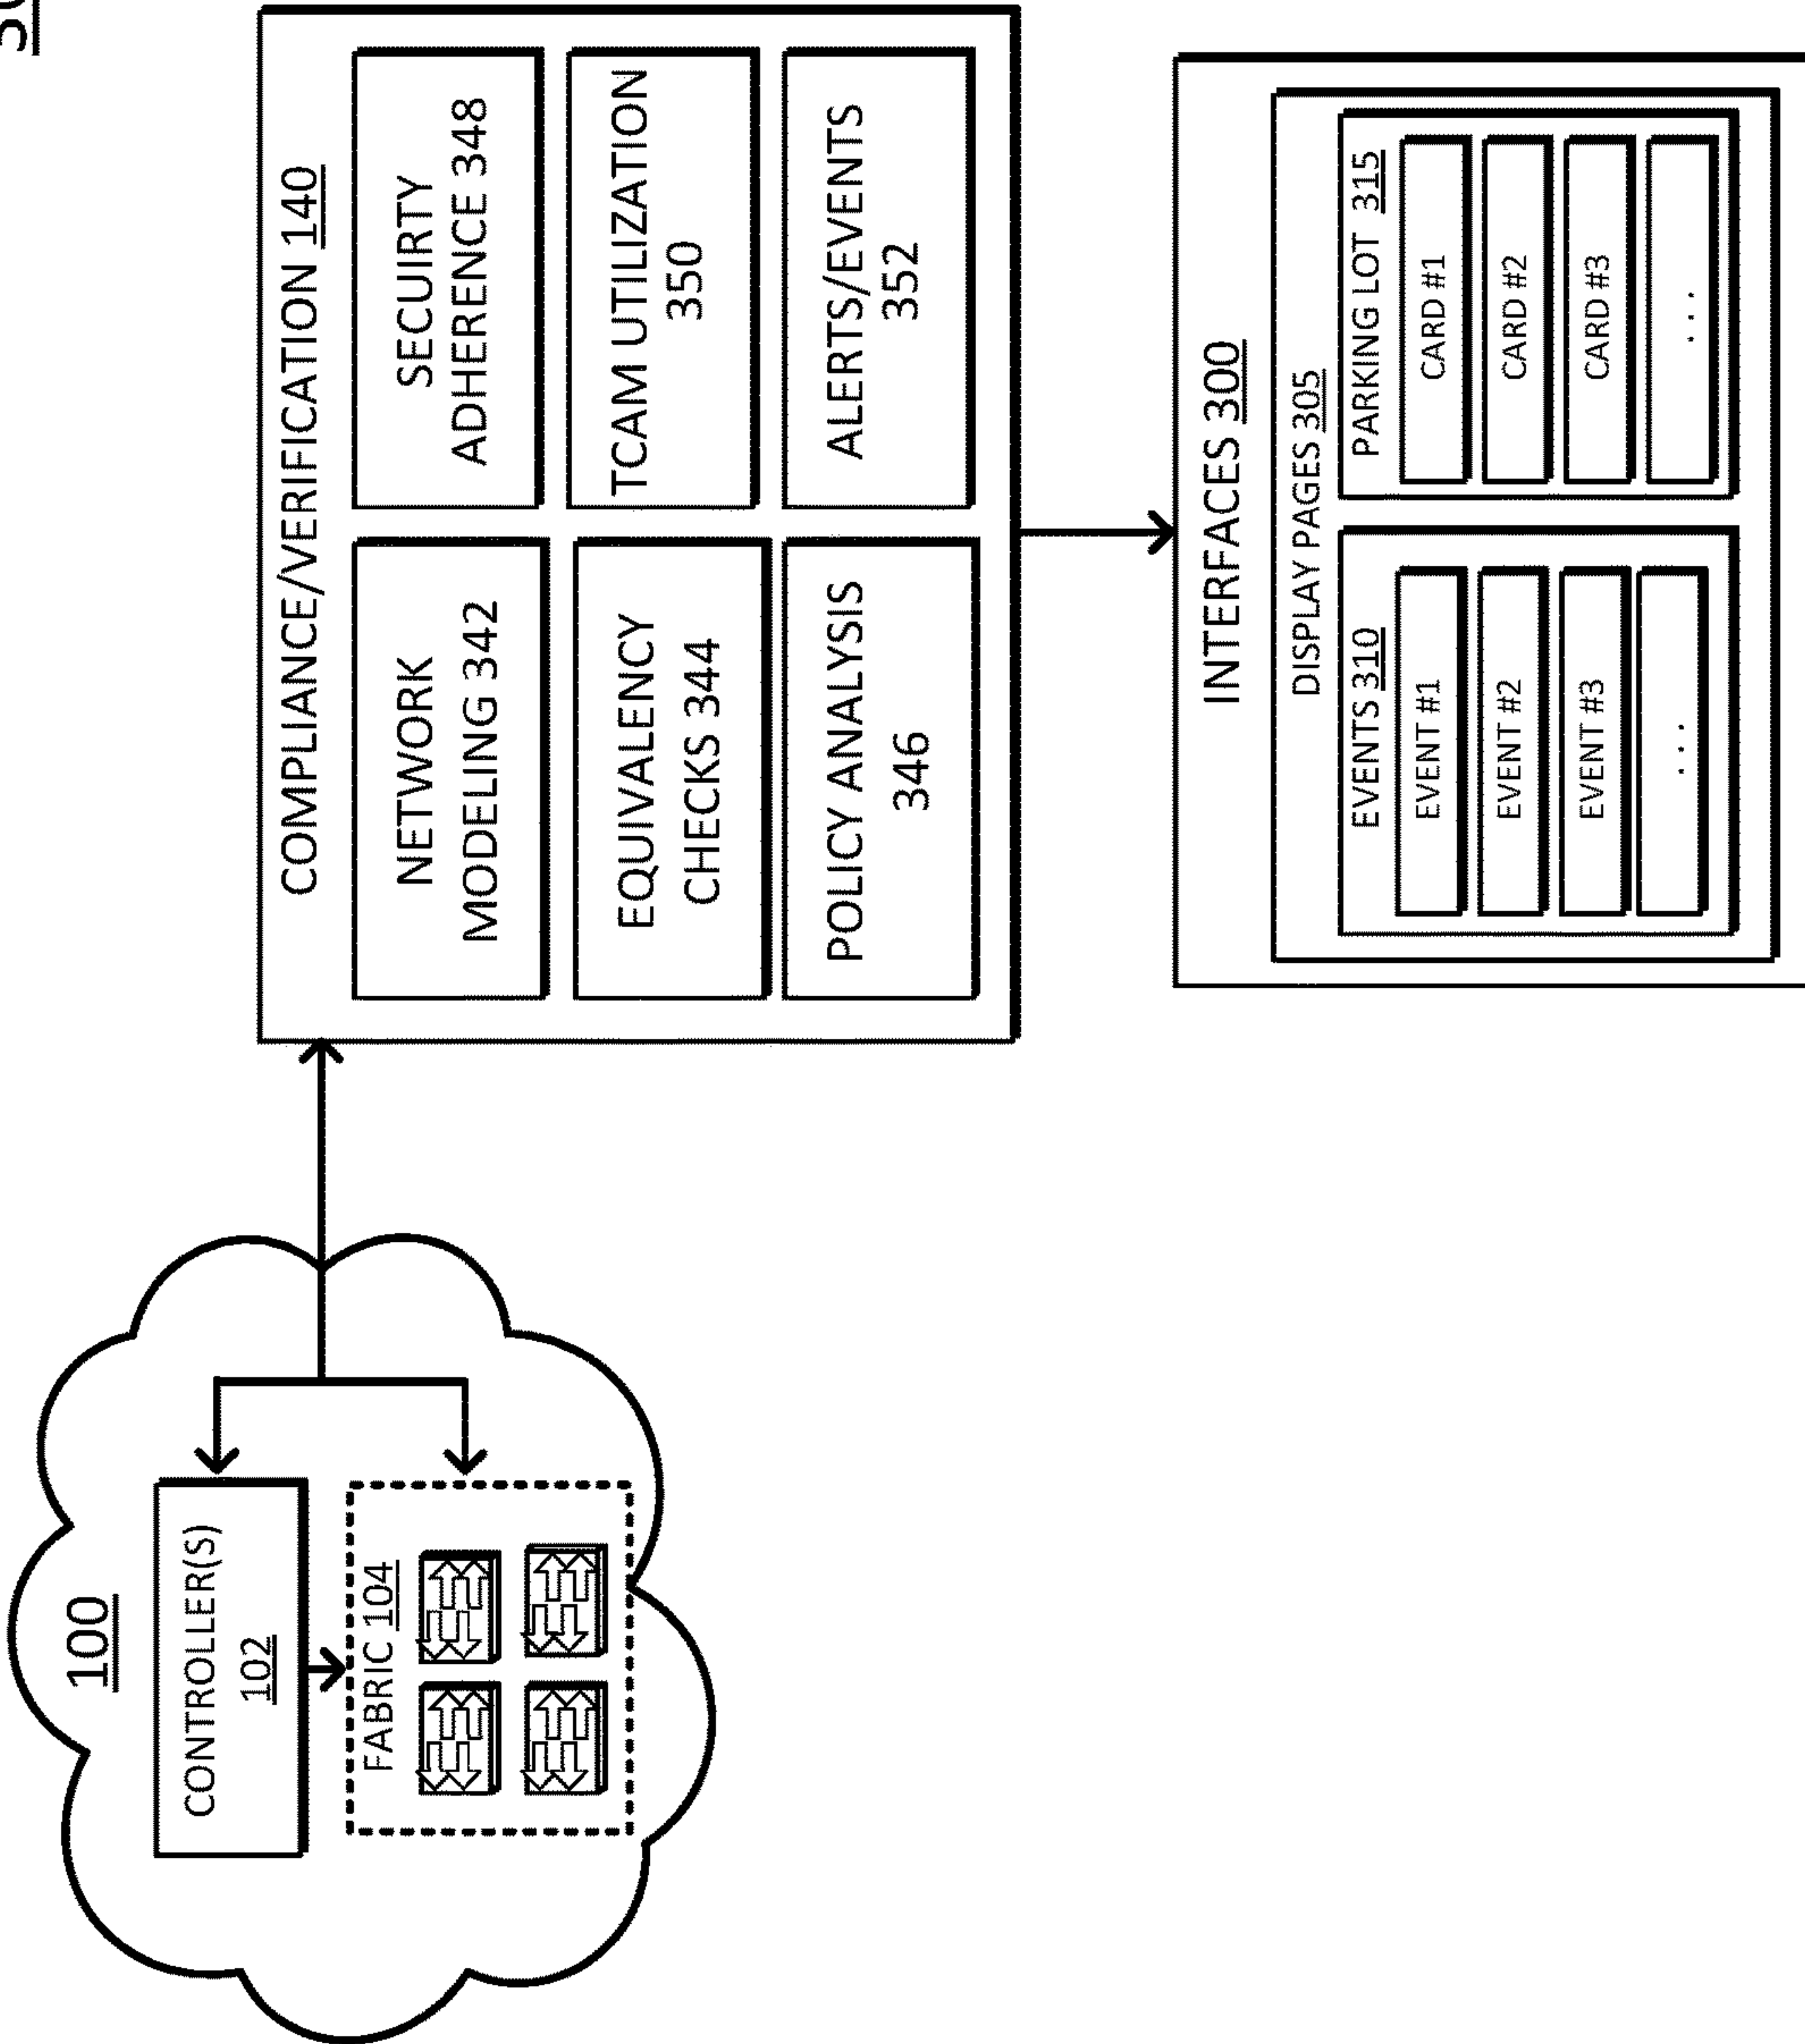 100
CONTROLLER(S)
102
FABRIC 104
COMPLIANCE/VERIFICATION 140
NETWORK
MODELING 342
SECUIRTY
ADHERENCE 348
EQUIVALENCY
CHECKS 344
TCAM UTILIZATION
350
POLICY ANALYSIS
346
ALERTS/EVENTS
352
INTERFACES 300
DISPLAY PAGES 305
EVENTS 310
EVENT #1
EVENT #2
EVENT #3
...
PARKING LOT 315
CARD #1
CARD #2
CARD #3
...